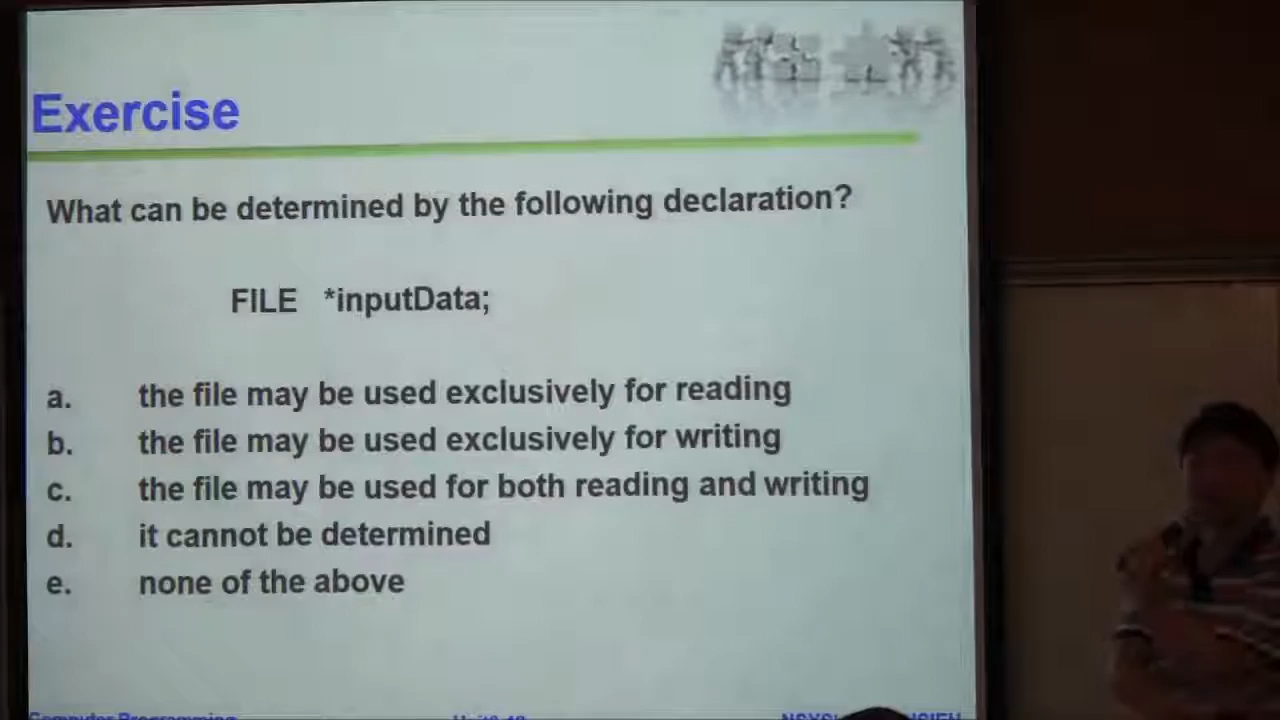 Exercise
What can be determined by the following declaration?
FILE *inputData;
a. the file may be used exclusively for reading
b. the file may be used exclusively for writing
c. the file may be used for both reading and writing
d. it cannot be determined
e. none of the above
Computer Programming